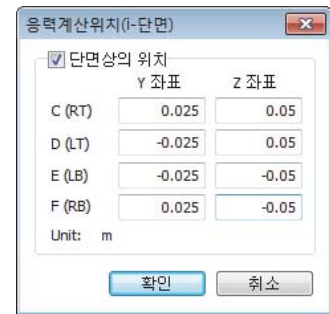 응력계산위치(i-단면)
단면상의 위치
Y 좌표 Z 좌표
C (RT) 0.025 0.05
D (LT) -0.025 0.05
E (LB) -0.025 -0.05
F (RB) 0.025 -0.05
Unit: m
확인 취소